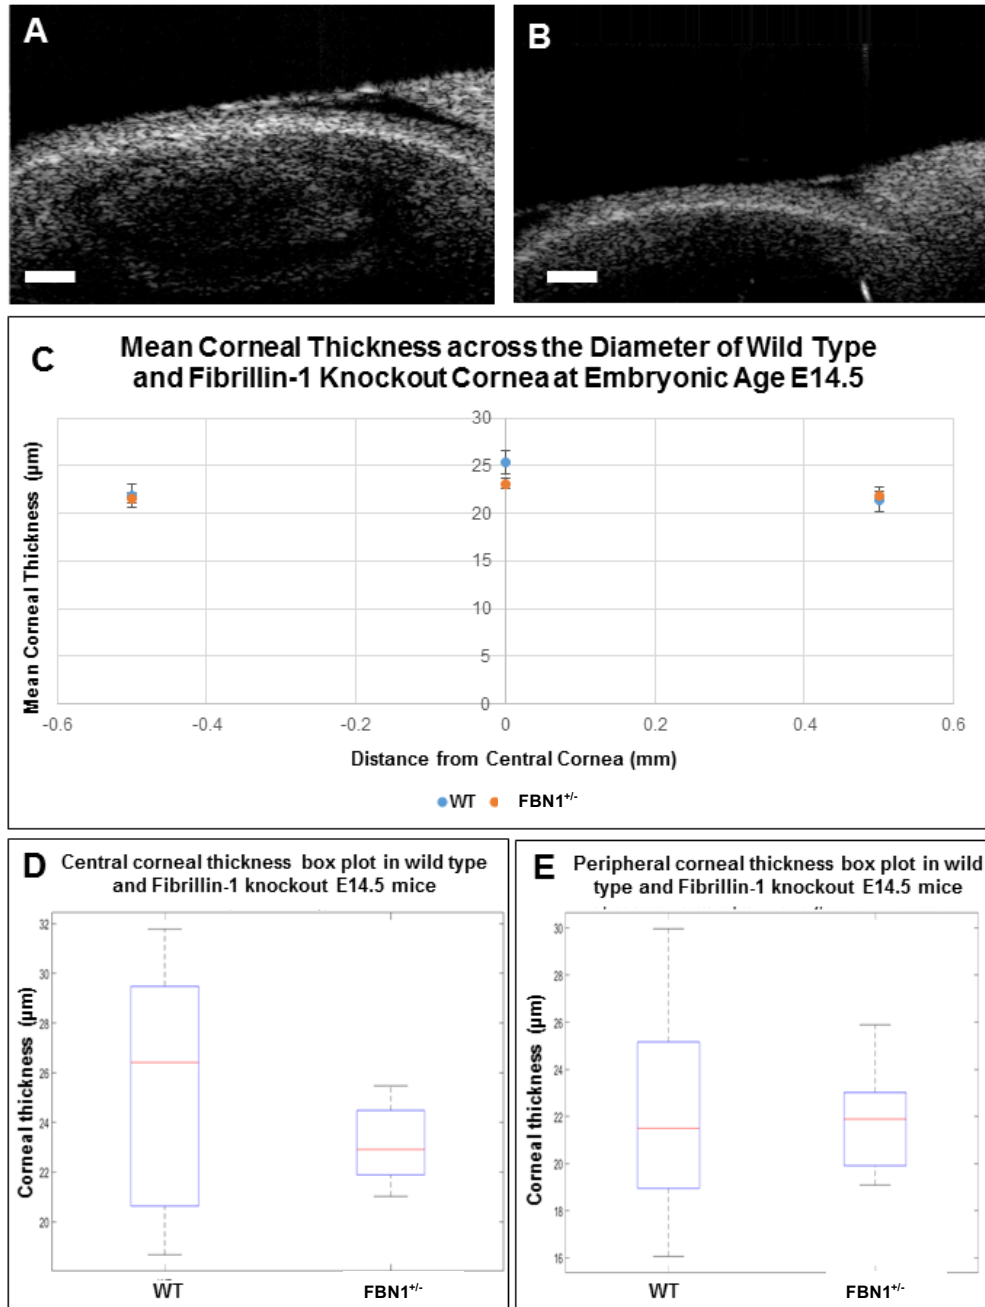 A
B
C
Mean Corneal Thickness across the Diameter of Wild Type
and Fibrillin-1 Knockout Cornea at Embryonic Age E14.5
Mean Corneal Thickness (µm)
30
25
20
15
10
5
0
-0.6
-0.4
-0.2
0
0.2
0.4
0.6
Distance from Central Cornea (mm)
WT
FBN1+/-
D
Central corneal thickness box plot in wild type
and Fibrillin-1 knockout E14.5 mice
Corneal thickness (µm)
32
30
28
26
24
22
20
WT
FBN1+/-
E
Peripheral corneal thickness box plot in wild
type and Fibrillin-1 knockout E14.5 mice
Corneal thickness (µm)
30
28
26
24
22
20
18
16
WT
FBN1+/-